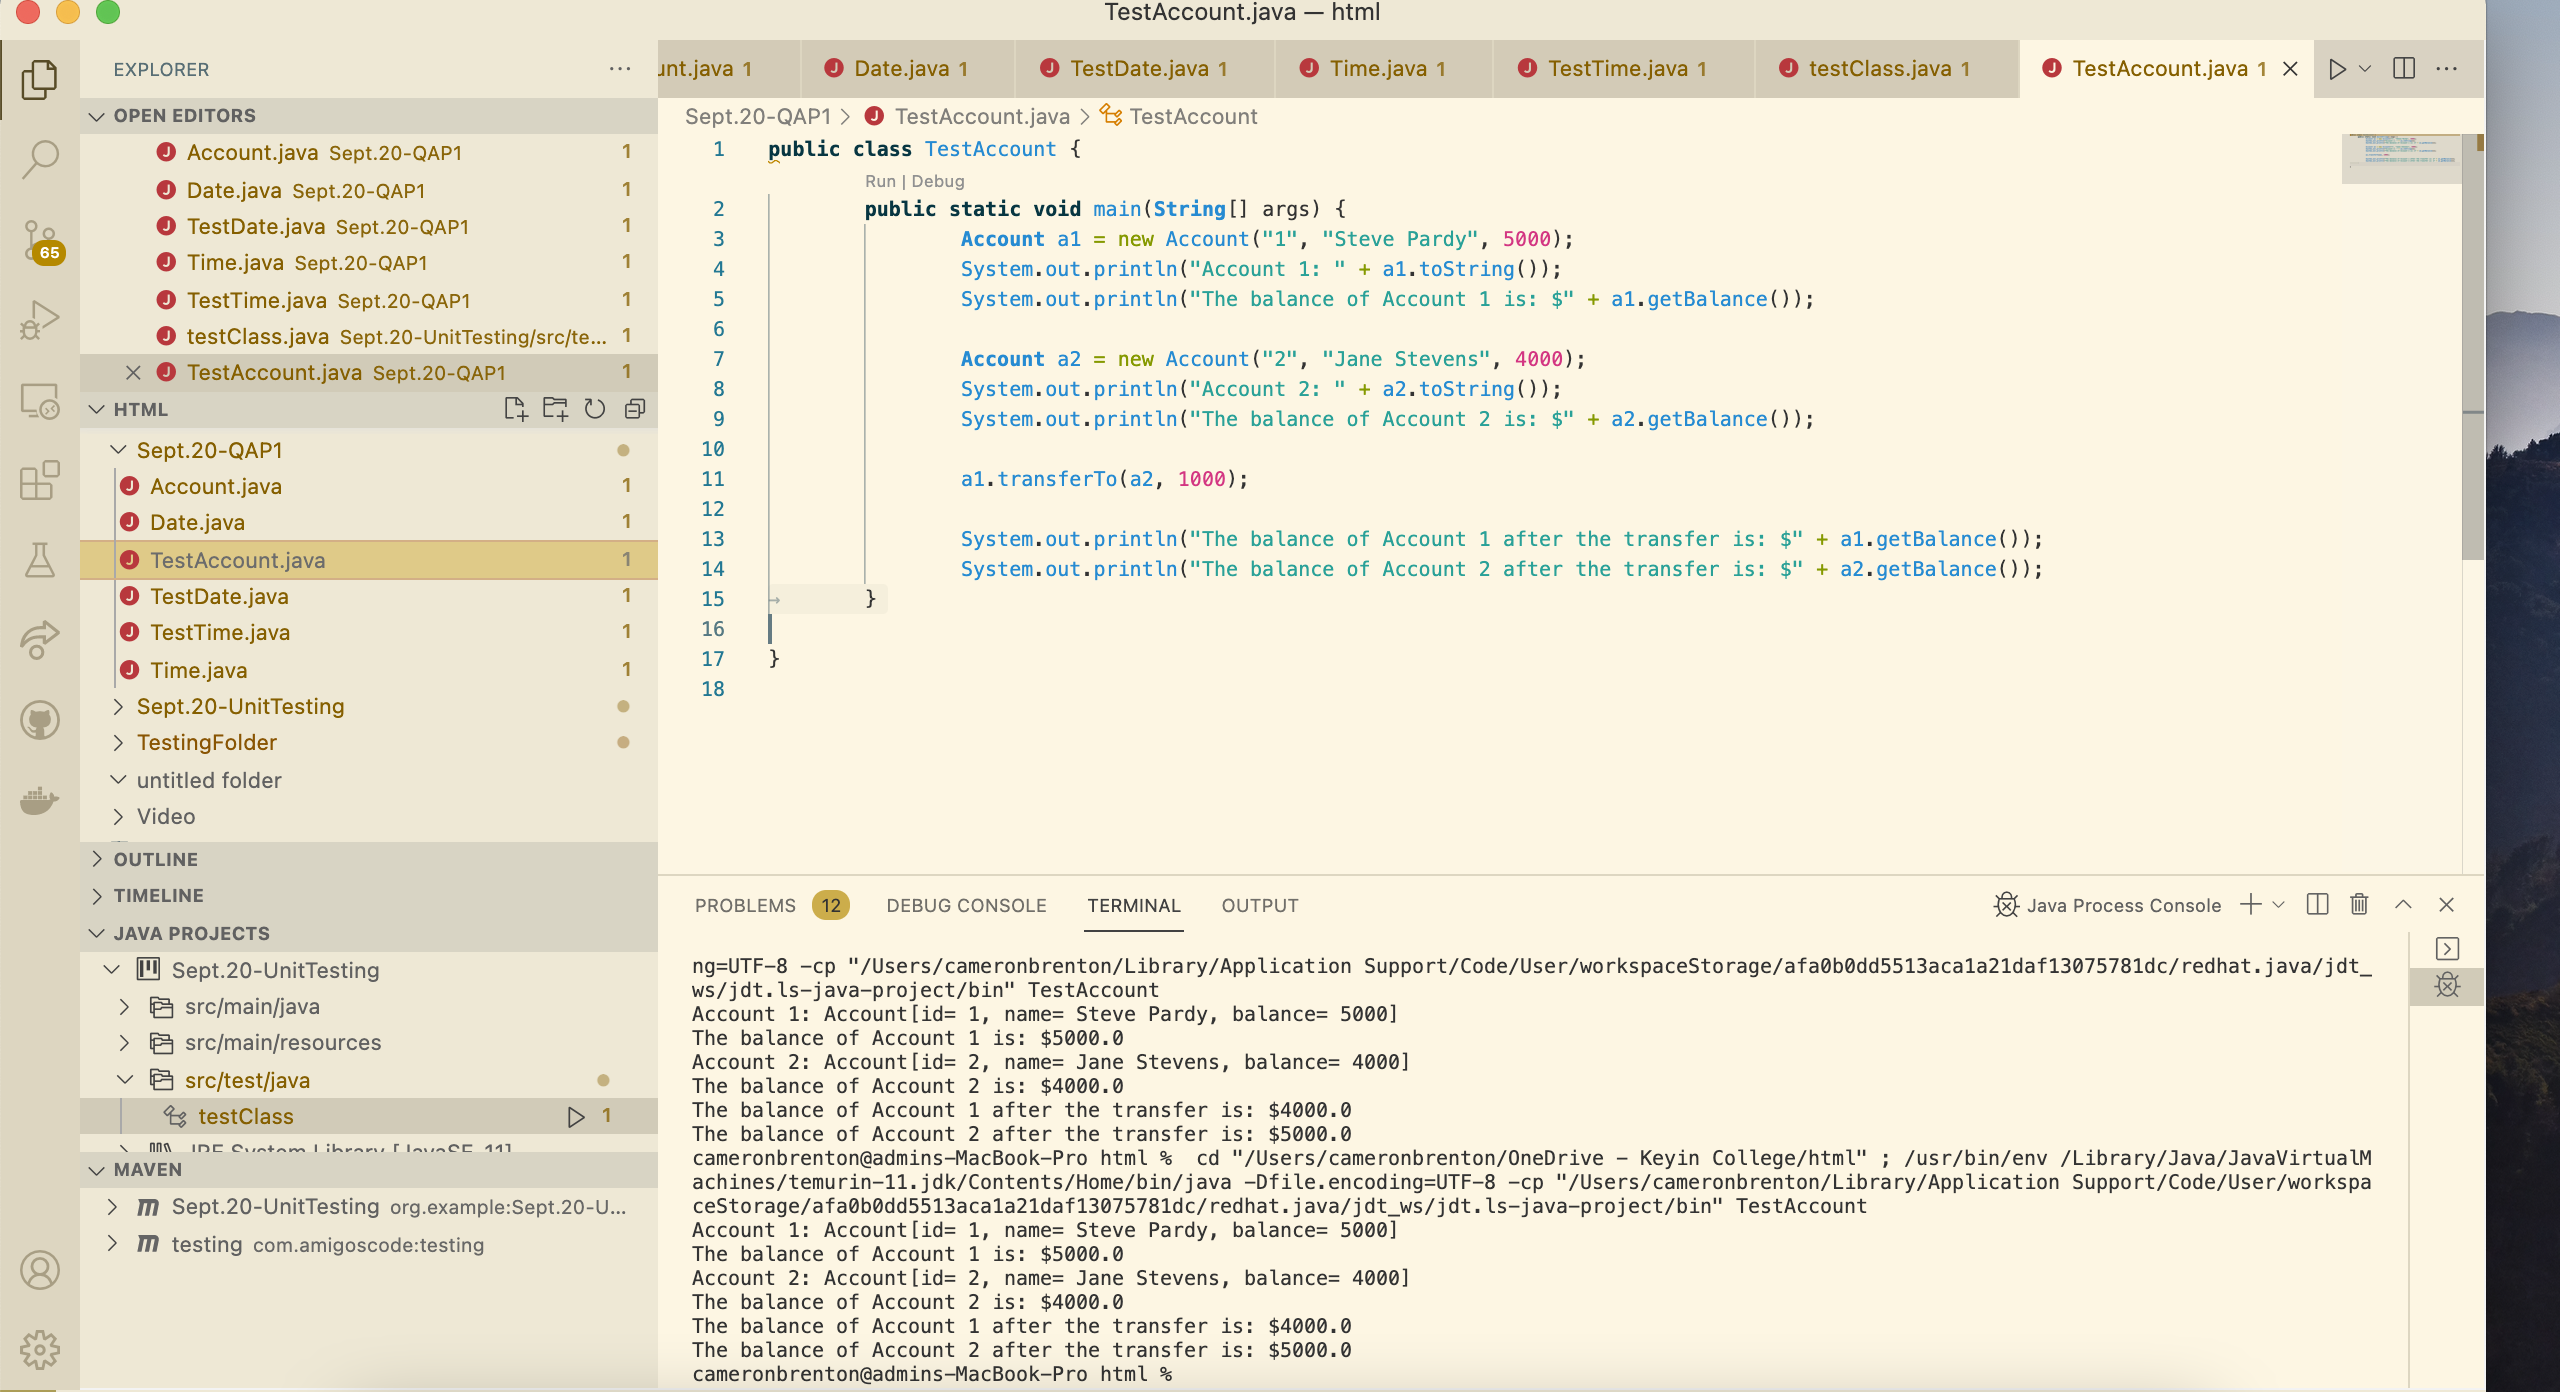 TestAccount.java — html
EXPLORER
OPEN EDITORS
Account.java Sept.20-QAP1 1
Date.java Sept.20-QAP1 1
TestDate.java Sept.20-QAP1 1
Time.java Sept.20-QAP1 1
TestTime.java Sept.20-QAP1 1
testClass.java Sept.20-UnitTesting/src/te... 1
TestAccount.java Sept.20-QAP1 1
HTML
Sept.20-QAP1
Account.java 1
Date.java 1
TestAccount.java 1
TestDate.java 1
TestTime.java 1
Time.java 1
Sept.20-UnitTesting
TestingFolder
untitled folder
Video
OUTLINE
TIMELINE
JAVA PROJECTS
Sept.20-UnitTesting
src/main/java
src/main/resources
src/test/java
testClass 1
JRE System Library [JavaSE-11]
MAVEN
Sept.20-UnitTesting org.example:Sept.20-U...
testing com.amigoscode:testing
65
unt.java 1 Date.java 1 TestDate.java 1 Time.java 1 TestTime.java 1 testClass.java 1 TestAccount.java 1
Sept.20-QAP1 > TestAccount.java > TestAccount
1 public class TestAccount {
Run | Debug
2 public static void main(String[] args) {
3 Account a1 = new Account("1", "Steve Pardy", 5000);
4 System.out.println("Account 1: " + a1.toString());
5 System.out.println("The balance of Account 1 is: $" + a1.getBalance());
6
7 Account a2 = new Account("2", "Jane Stevens", 4000);
8 System.out.println("Account 2: " + a2.toString());
9 System.out.println("The balance of Account 2 is: $" + a2.getBalance());
10
11 a1.transferTo(a2, 1000);
12
13 System.out.println("The balance of Account 1 after the transfer is: $" + a1.getBalance());
14 System.out.println("The balance of Account 2 after the transfer is: $" + a2.getBalance());
15 }
16
17 }
18
PROBLEMS 12 DEBUG CONSOLE TERMINAL OUTPUT Java Process Console
ng=UTF-8 -cp "/Users/cameronbrenton/Library/Application Support/Code/User/workspaceStorage/afa0b0dd5513aca1a21daf13075781dc/redhat.java/jdt_
ws/jdt.ls-java-project/bin" TestAccount
Account 1: Account[id= 1, name= Steve Pardy, balance= 5000]
The balance of Account 1 is: $5000.0
Account 2: Account[id= 2, name= Jane Stevens, balance= 4000]
The balance of Account 2 is: $4000.0
The balance of Account 1 after the transfer is: $4000.0
The balance of Account 2 after the transfer is: $5000.0
cameronbrenton@admins-MacBook-Pro html %  cd "/Users/cameronbrenton/OneDrive - Keyin College/html" ; /usr/bin/env /Library/Java/JavaVirtualM
achines/temurin-11.jdk/Contents/Home/bin/java -Dfile.encoding=UTF-8 -cp "/Users/cameronbrenton/Library/Application Support/Code/User/workspa
ceStorage/afa0b0dd5513aca1a21daf13075781dc/redhat.java/jdt_ws/jdt.ls-java-project/bin" TestAccount
Account 1: Account[id= 1, name= Steve Pardy, balance= 5000]
The balance of Account 1 is: $5000.0
Account 2: Account[id= 2, name= Jane Stevens, balance= 4000]
The balance of Account 2 is: $4000.0
The balance of Account 1 after the transfer is: $4000.0
The balance of Account 2 after the transfer is: $5000.0
cameronbrenton@admins-MacBook-Pro html %